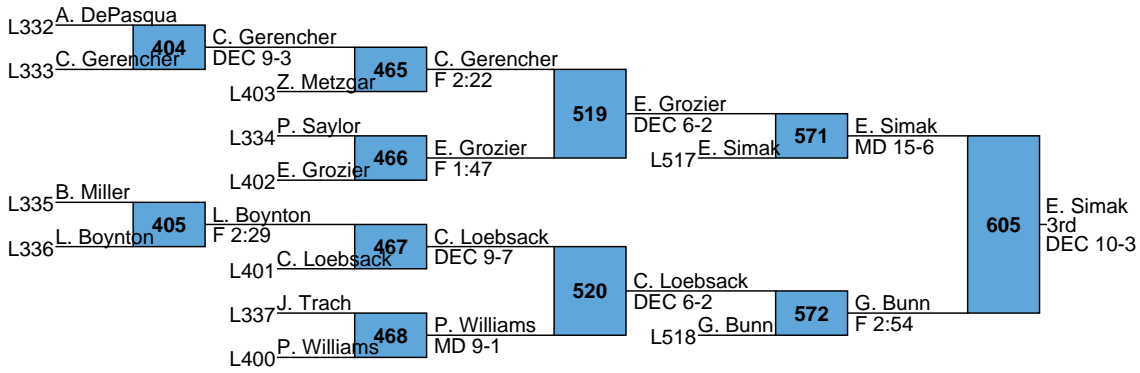 L332 A. DePasqua
404
L333 C. Gerencher
C. Gerencher
DEC 9-3
465
L403 Z. Metzgar
C. Gerencher
F 2:22
519
L334 P. Saylor
466
L402 E. Grozier
E. Grozier
F 1:47
E. Grozier
DEC 6-2
571
L517 E. Simak
E. Simak
MD 15-6
605
L335 B. Miller
405
L336 L. Boynton
L. Boynton
F 2:29
467
L401 C. Loebsack
C. Loebsack
DEC 9-7
520
L337 J. Trach
468
L400 P. Williams
P. Williams
MD 9-1
C. Loebsack
DEC 6-2
572
L518 G. Bunn
G. Bunn
F 2:54
E. Simak
3rd
DEC 10-3